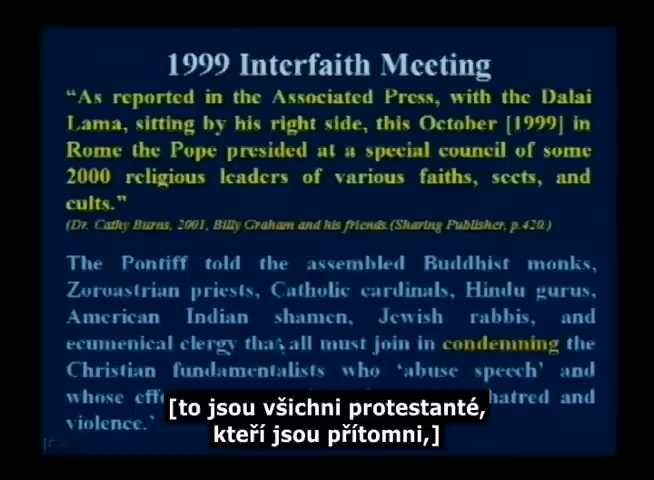 1999 Interfaith Meeting
“As reported in the Associated Press, with the Dalai
Lama, sitting by his right side, this October [1999] in
Rome the Pope presided at a special council of some
2000 religious leaders of various faiths, sects, and
cults.”
(Dr. Cathy Burns, 2001, Billy Graham and his friends.(Sharing Publisher, p.420.)
The Pontiff told the assembled Buddhist monks,
Zoroastrian priests, Catholic cardinals, Hindu gurus,
American Indian shamen, Jewish rabbis, and
ecumenical clergy that all must join in condemning the
Christian fundamentalists who ‘abuse speech’ and
whose hatred and
violence.’
[to jsou všichni protestanté,
kteří jsou přítomni,]